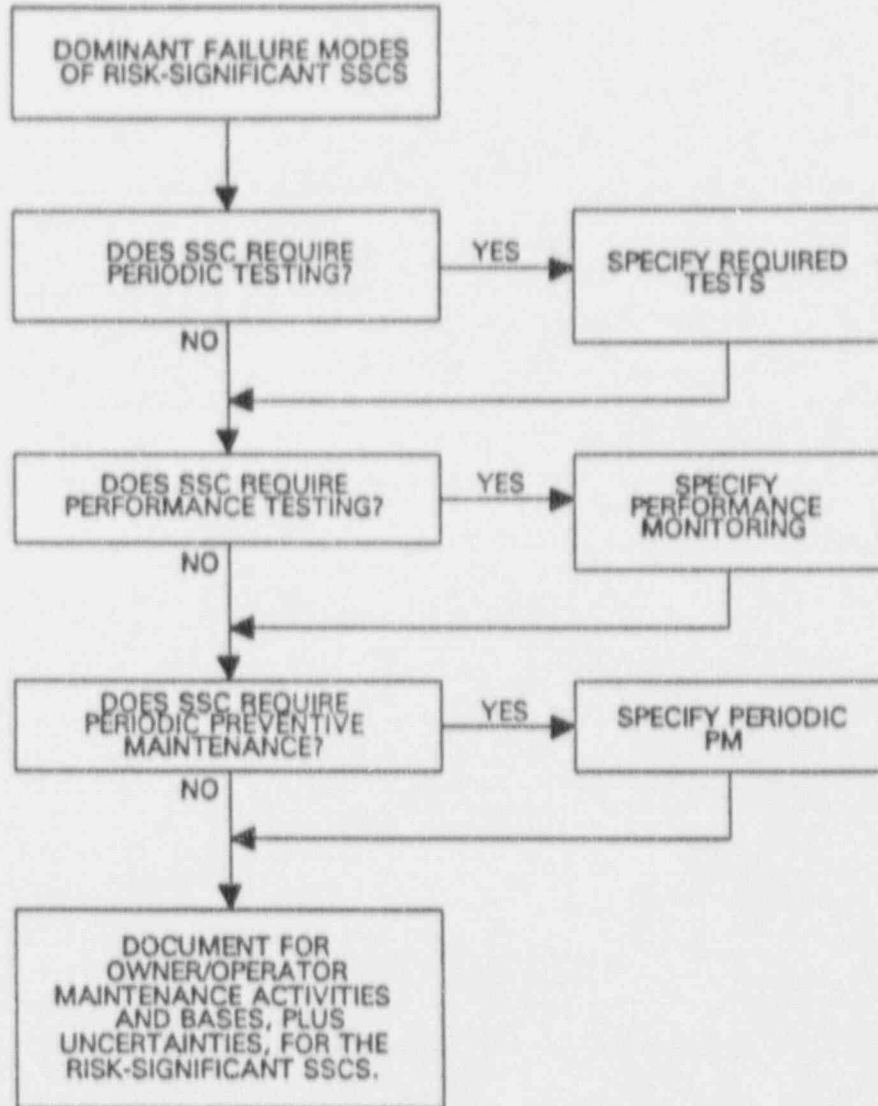 DOMINANT FAILURE MODES
OF RISK-SIGNIFICANT SSCS
DOES SSC REQUIRE
PERIODIC TESTING?
YES
SPECIFY REQUIRED
TESTS
NO
DOES SSC REQUIRE
PERFORMANCE TESTING?
YES
SPECIFY
PERFORMANCE
MONITORING
NO
DOES SSC REQUIRE
PERIODIC PREVENTIVE
MAINTENANCE?
YES
SPECIFY PERIODIC
PM
NO
DOCUMENT FOR
OWNER/OPERATOR
MAINTENANCE ACTIVITIES
AND BASES, PLUS
UNCERTAINTIES, FOR THE
RISK-SIGNIFICANT SSCS.